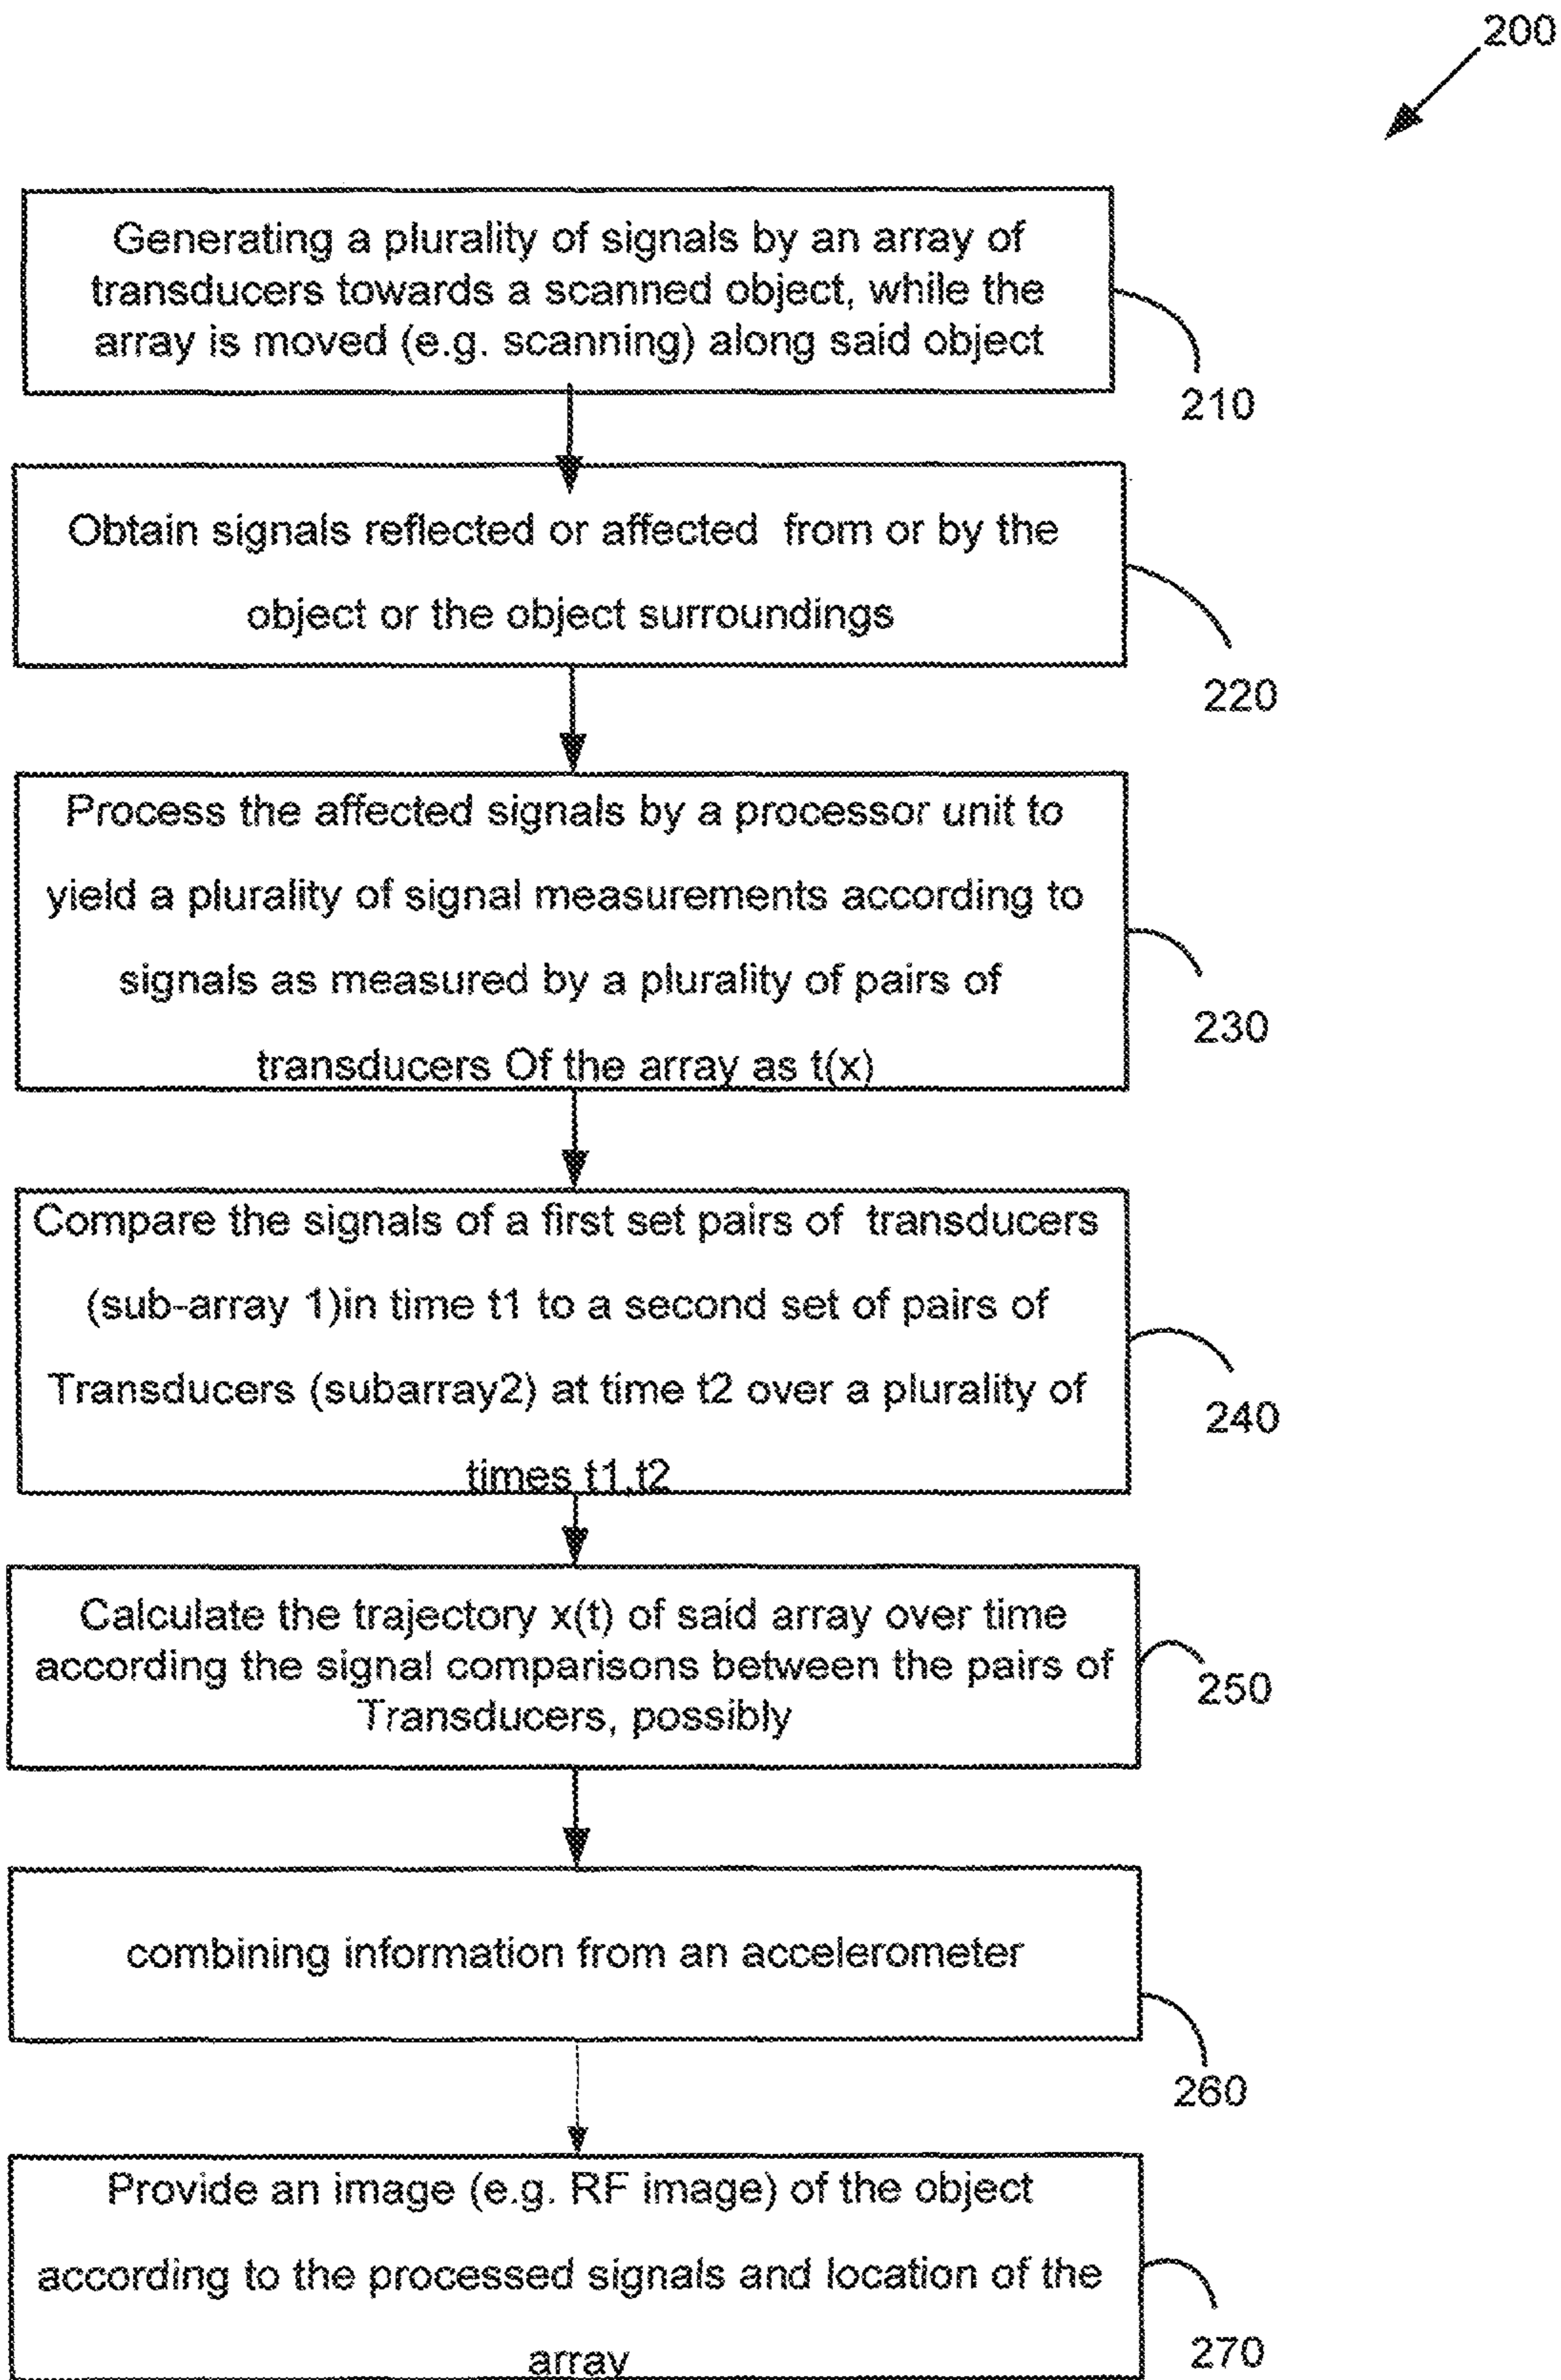 200
Generating a plurality of signals by an array of
transducers towards a scanned object, while the
array is moved (e.g. scanning) along said object
210
Obtain signals reflected or affected from or by the
object or the object surroundings
220
Process the affected signals by a processor unit to
yield a plurality of signal measurements according to
signals as measured by a plurality of pairs of
transducers Of the array as t(x)
230
Compare the signals of a first set pairs of transducers
(sub-array 1)in time t1 to a second set of pairs of
Transducers (subarray2) at time t2 over a plurality of
times t1,t2
240
Calculate the trajectory x(t) of said array over time
according the signal comparisons between the pairs of
Transducers, possibly
250
combining information from an accelerometer
260
Provide an image (e.g. RF image) of the object
according to the processed signals and location of the
array
270